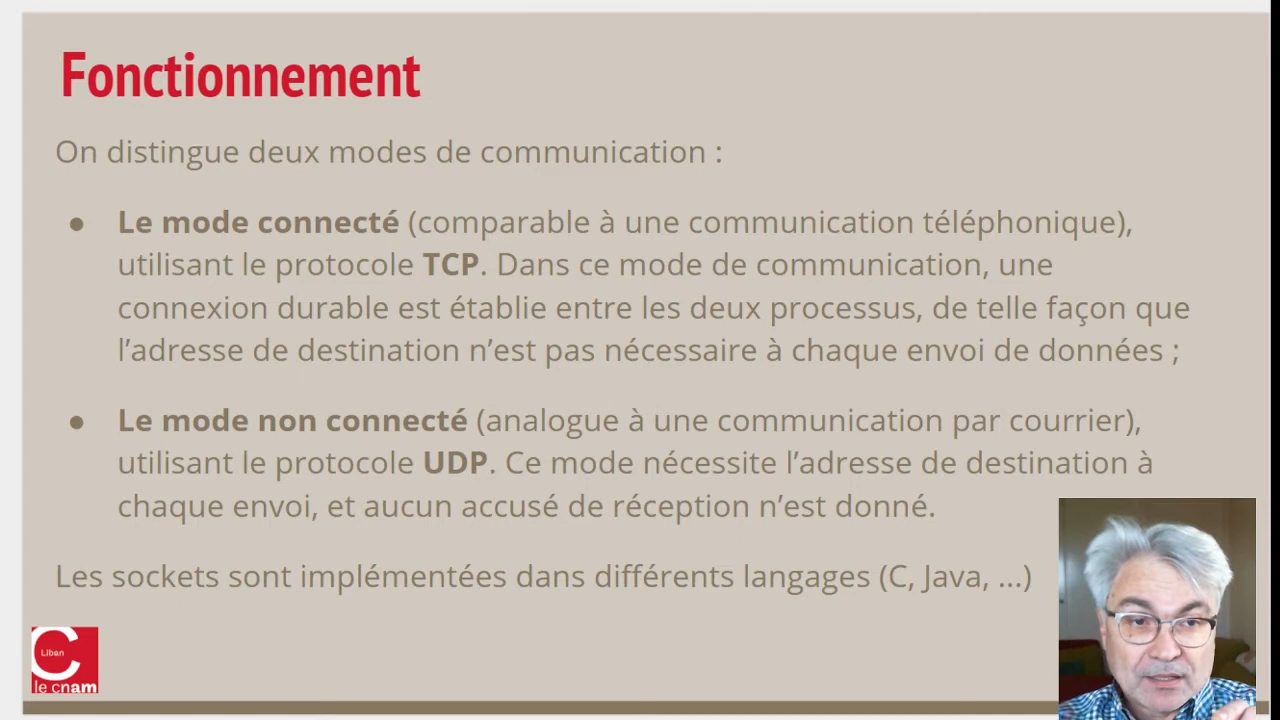 Fonctionnement
On distingue deux modes de communication :
● Le mode connecté (comparable à une communication téléphonique),
utilisant le protocole TCP. Dans ce mode de communication, une
connexion durable est établie entre les deux processus, de telle façon que
l’adresse de destination n’est pas nécessaire à chaque envoi de données ;
● Le mode non connecté (analogue à une communication par courrier),
utilisant le protocole UDP. Ce mode nécessite l’adresse de destination à
chaque envoi, et aucun accusé de réception n’est donné.
Les sockets sont implémentées dans différents langages (C, Java, ...)
Liban
le cnam